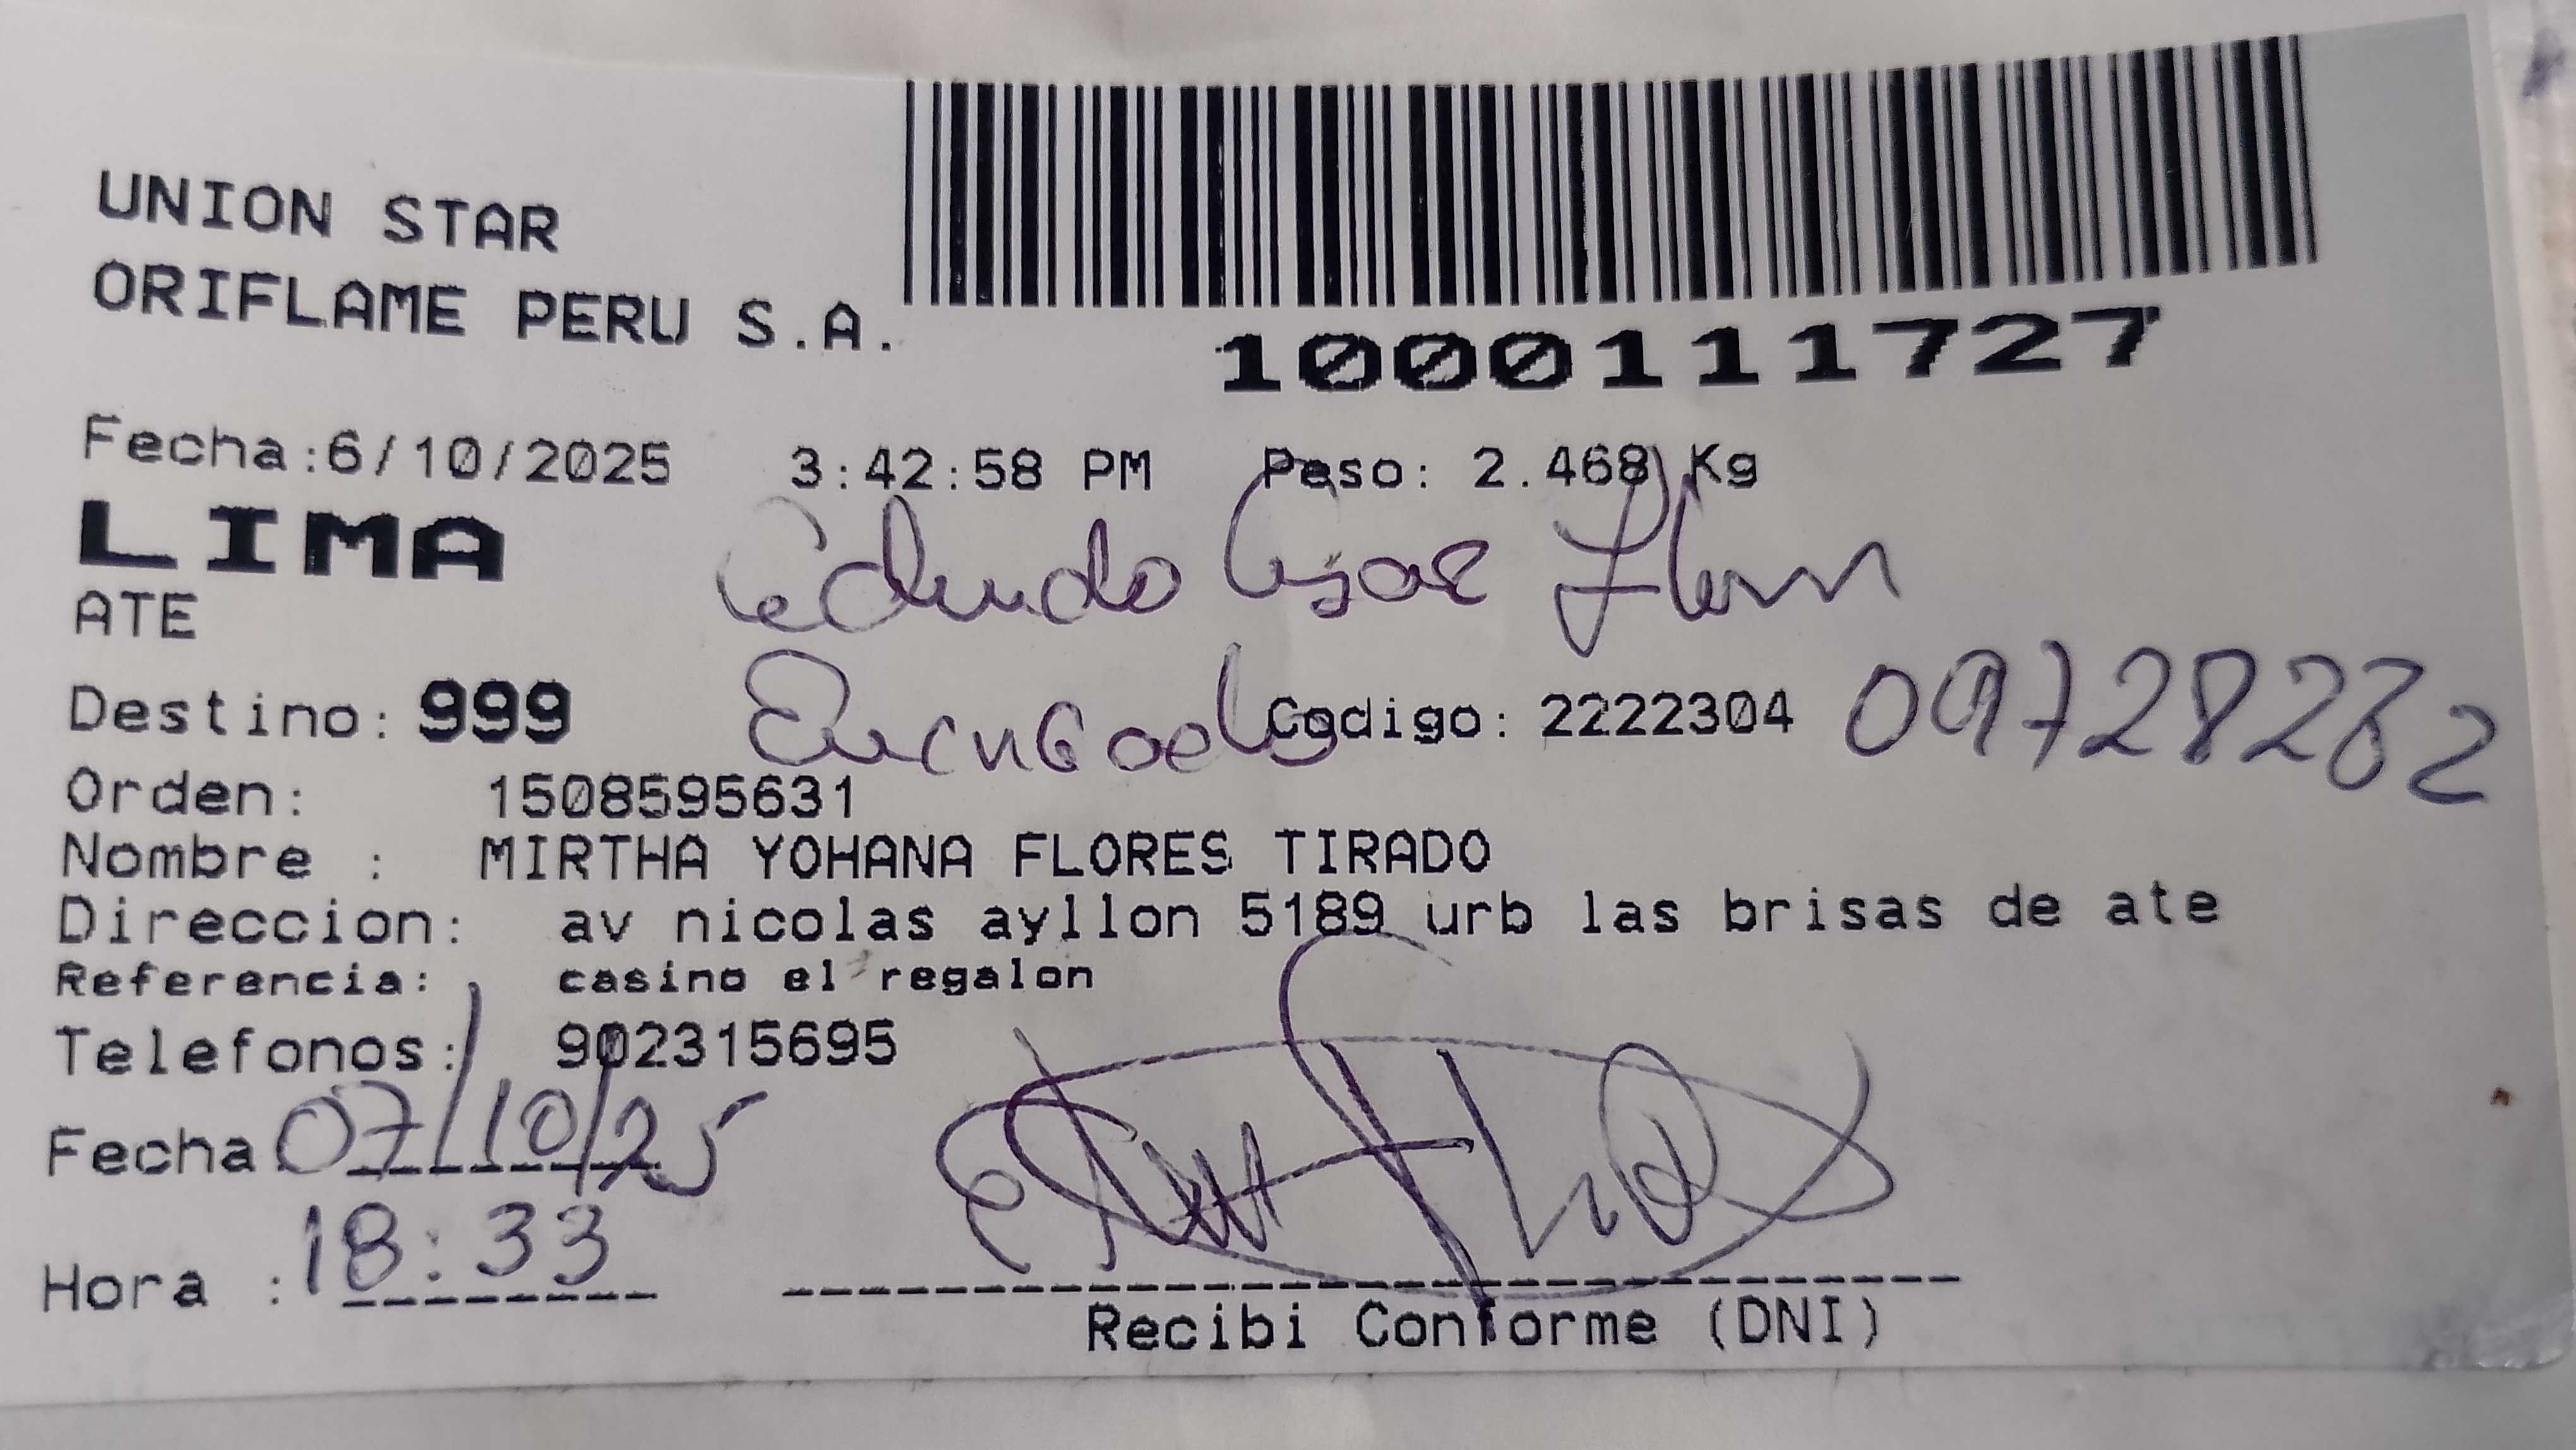 UNION STAR
ORIFLAME PERU S.A.
1000111727
Fecha:6/10/2025 3:42:58 PM Peso: 2.468 Kg
LIMA
ATE
Destino: 999 Codigo: 2222304
Orden: 1508595631
Nombre : MIRTHA YOHANA FLORES TIRADO
Direccion: av nicolas ayllon 5189 urb las brisas de ate
Referencia: casino el regalon
Telefonos: 902315695
Fecha 07/10/25
Hora : 18:33
Recibi Conforme (DNI)